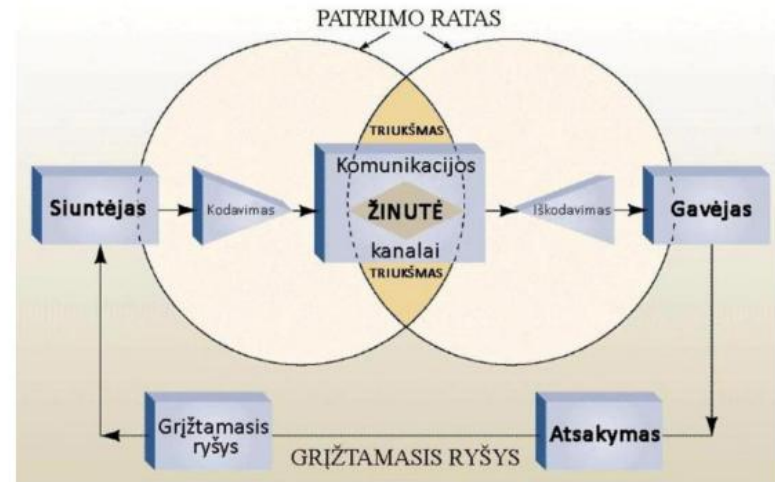 PATYRIMO RATAS
TRIUKŠMAS
Komunikacijos
Siuntėjas
Kodavimas
ŽINUTĖ
Iškodavimas
Gavėjas
kanalai
TRIUKŠMAS
Grįžtamasis
ryšys
GRĮŽTAMASIS RYŠYS
Atsakymas